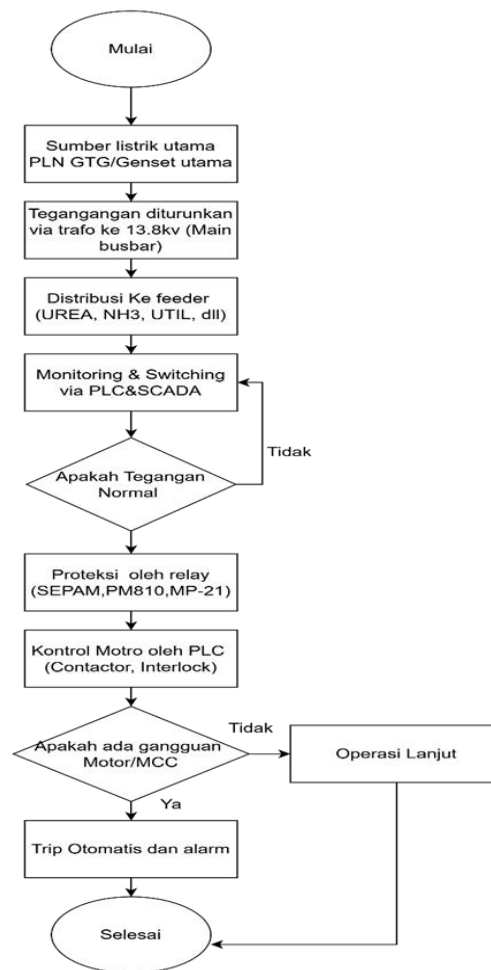 Mulai
Sumber listrik utama
PLN GTG/Genset utama
Tegangangan diturunkan
via trafo ke 13.8kv (Main
busbar)
Distribusi Ke feeder
(UREA, NH3, UTIL, dll)
Monitoring & Switching
via PLC&SCADA
Tidak
Apakah Tegangan
Normal
Proteksi oleh relay
(SEPAM,PM810,MP-21)
Kontrol Motro oleh PLC
(Contactor, Interlock)
Tidak
Apakah ada gangguan
Motor/MCC
Operasi Lanjut
Ya
Trip Otomatis dan alarm
Selesai